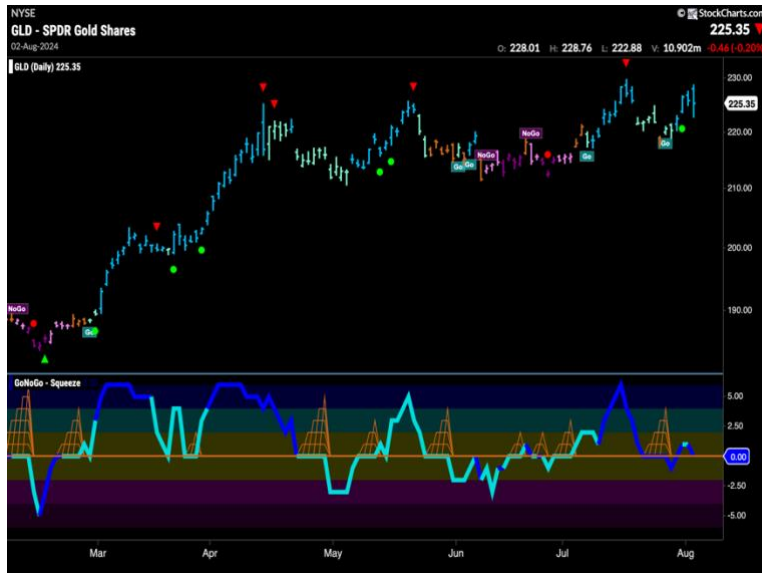 NYSE © StockCharts.com
GLD - SPDR Gold Shares 225.35
02-Aug-2024 O: 228.01 H: 228.76 L: 222.88 V: 10.902m -0.46 (-0.20%)
GLD (Daily) 225.35
230.00
225.35
220.00
NoGo
NoGo
Go
Go Go
Go
210.00
200.00
190.00
NoGo
Go
GoNoGo - Squeeze
5.00
2.50
0.00
-2.50
-5.00
Mar Apr May Jun Jul Aug